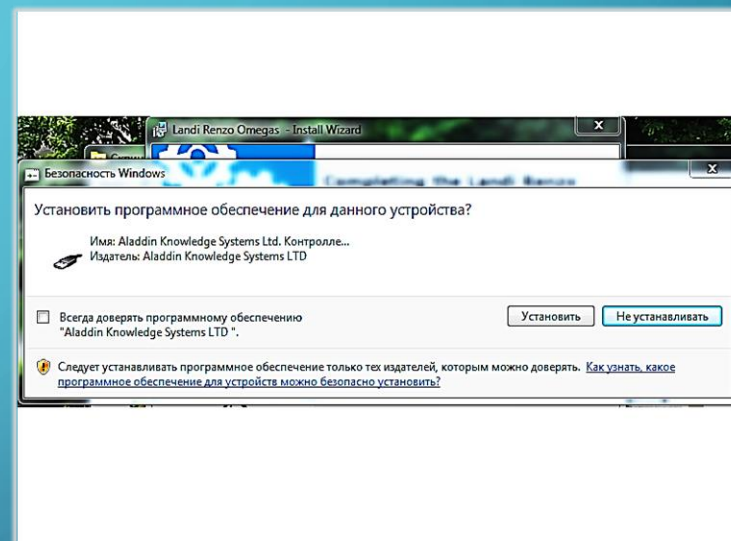 Landi Renzo Omegas - Install Wizard
Безопасность Windows
Completing the Landi Renzo
Установить программное обеспечение для данного устройства?
Имя: Aladdin Knowledge Systems Ltd. Контролле...
Издатель: Aladdin Knowledge Systems LTD
Всегда доверять программному обеспечению
"Aladdin Knowledge Systems LTD ".
Установить
Не устанавливать
Следует устанавливать программное обеспечение только тех издателей, которым можно доверять. Как узнать, какое
программное обеспечение для устройств можно безопасно установить?